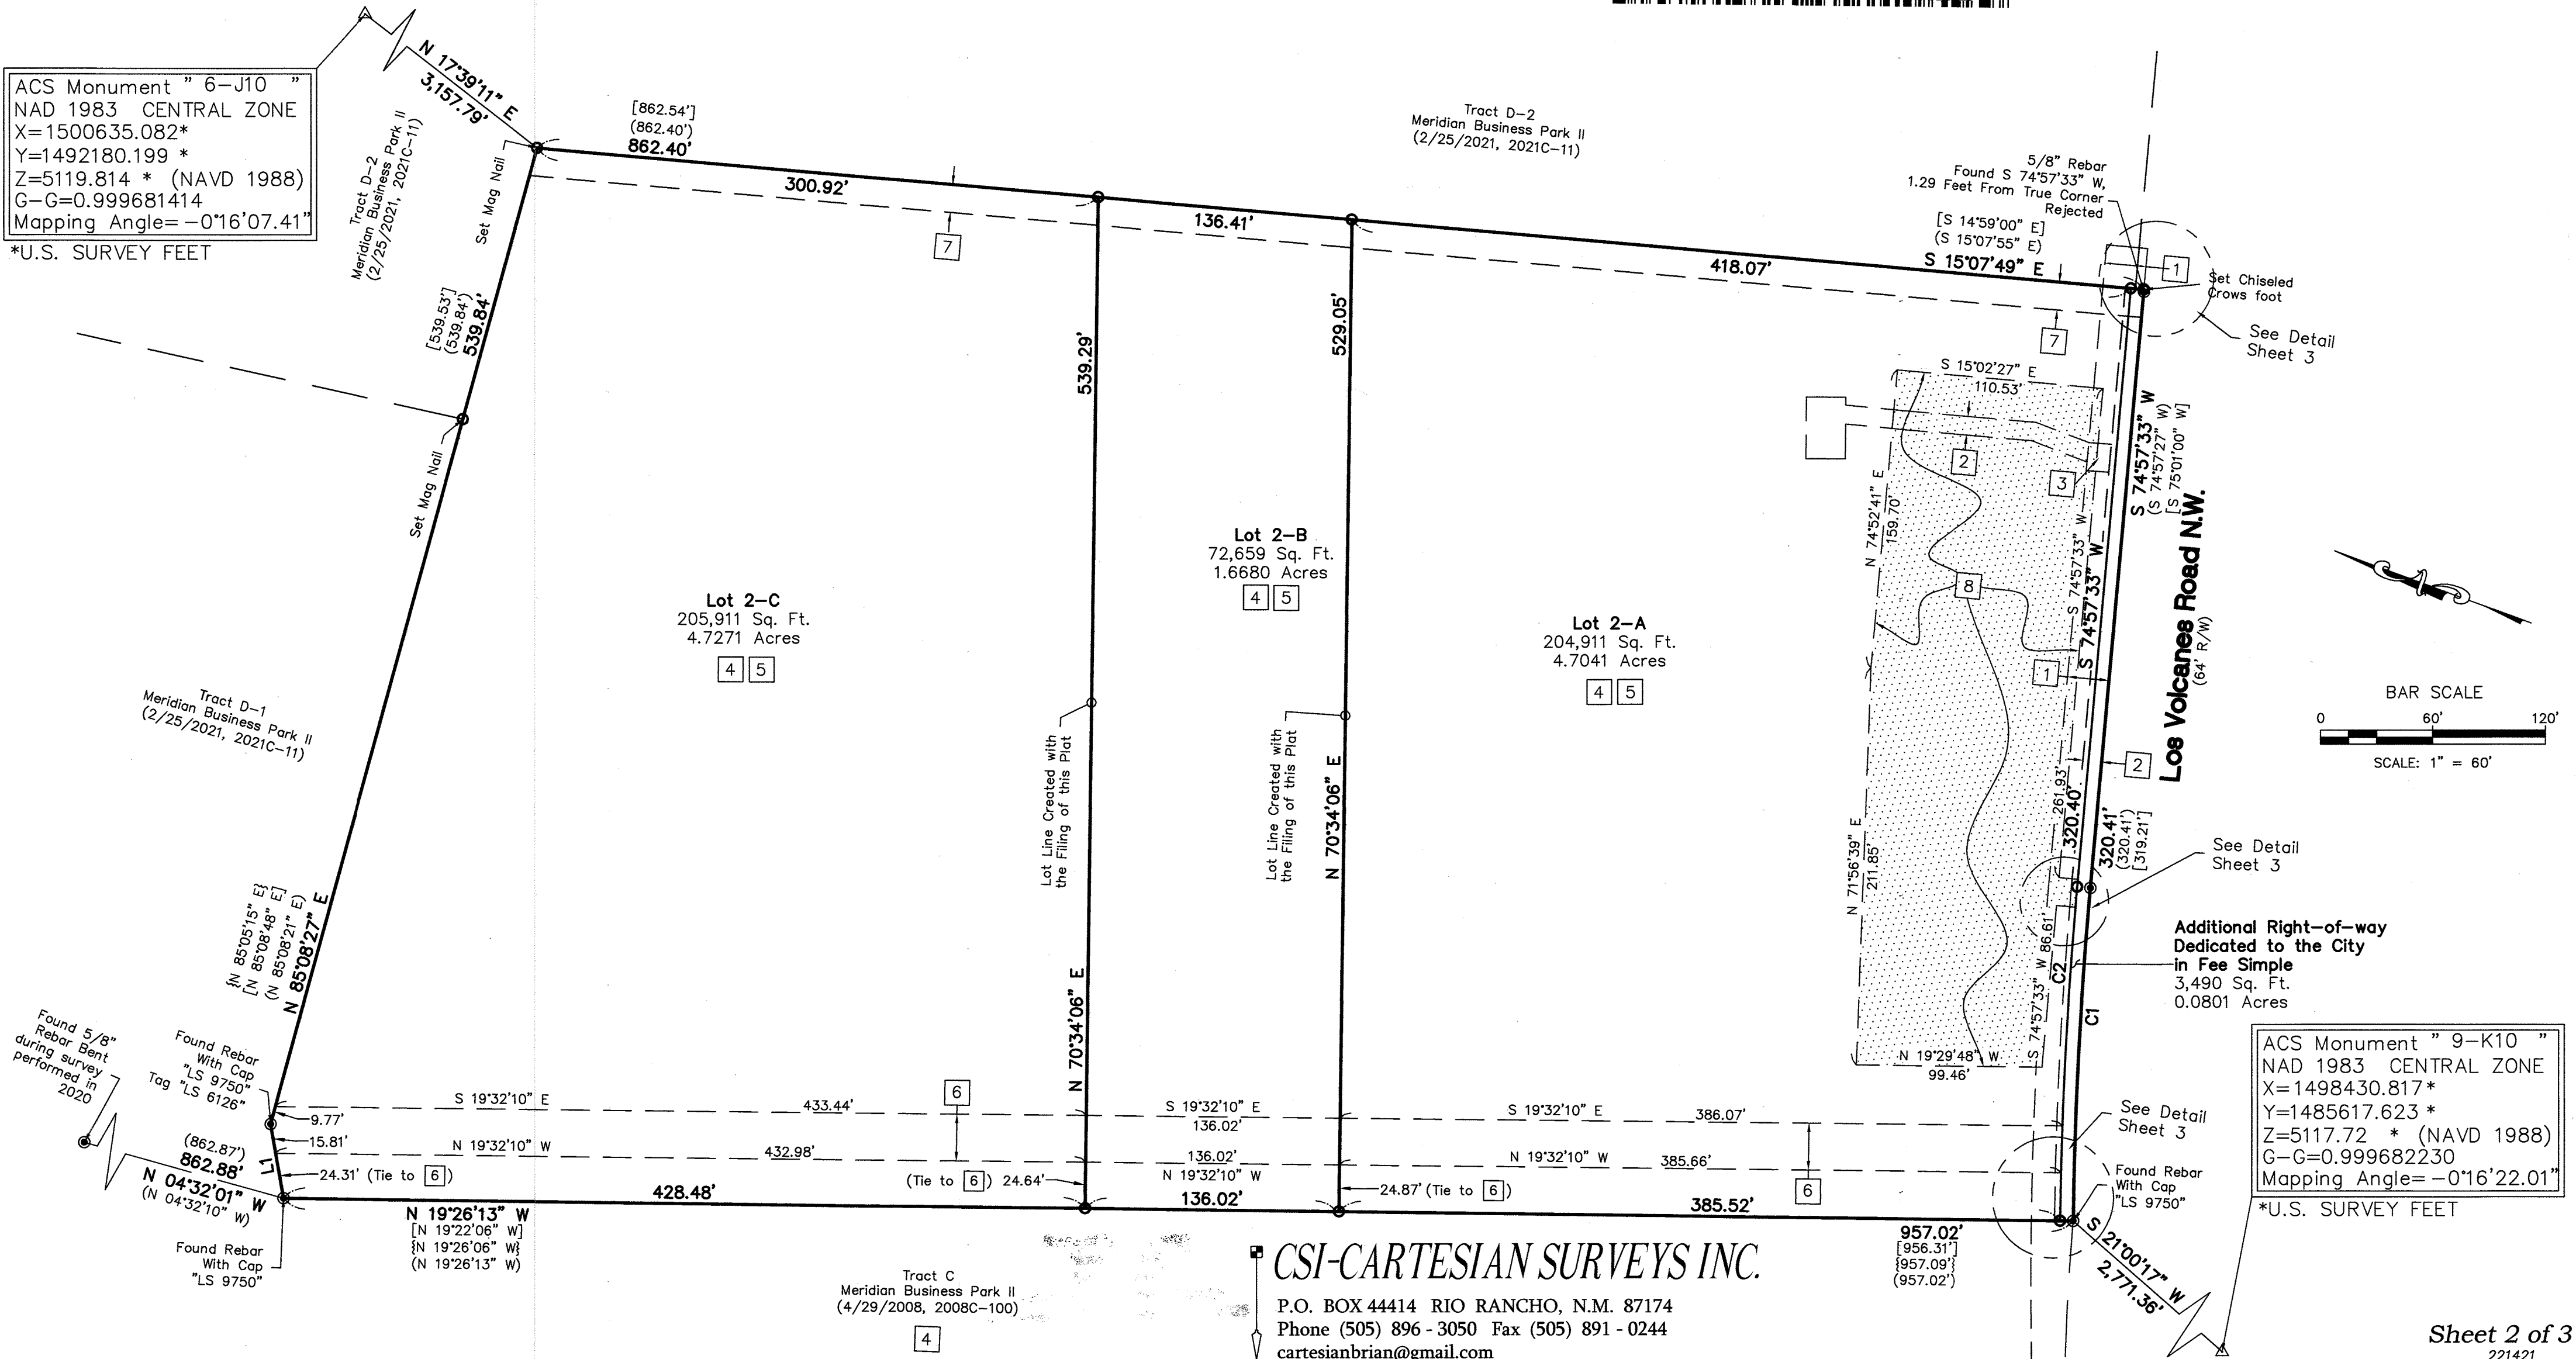 ACS Monument " 6-J10 "
NAD 1983 CENTRAL ZONE
X=1500635.082*
Y=1492180.199 *
Z=5119.814 * (NAVD 1988)
G-G=0.999681414
Mapping Angle= -0°16'07.41"
*U.S. SURVEY FEET
N 17°39'11" E
3,157.79'
Tract D-2
Meridian Business Park II
(2/25/2021, 2021C-11)
Set Mag Nail
[862.54']
(862.40')
862.40'
300.92'
7
136.41'
Tract D-2
Meridian Business Park II
(2/25/2021, 2021C-11)
418.07'
5/8" Rebar
Found S 74°57'33" W,
1.29 Feet From True Corner
Rejected
[S 14°59'00" E]
(S 15°07'55" E)
S 15°07'49" E
1
Set Chiseled
Crows foot
See Detail
Sheet 3
7
[539.53']
(539.84')
539.84'
Set Mag Nail
539.29'
529.05'
S 15°02'27" E
110.53'
2
3
N 74°52'41" E
159.70'
S 74°57'33" W
(S 74°57'27" W)
[S 75°01'00" W]
S 74°57'33" W
S 74°57'33" W
8
1
2
Los Volcanes Road N.W.
(64' R/W)
Lot 2-C
205,911 Sq. Ft.
4.7271 Acres
4 5
Lot 2-B
72,659 Sq. Ft.
1.6680 Acres
4 5
Lot 2-A
204,911 Sq. Ft.
4.7041 Acres
4 5
BAR SCALE
0 60' 120'
SCALE: 1" = 60'
Tract D-1
Meridian Business Park II
(2/25/2021, 2021C-11)
Lot Line Created with
the Filing of this Plat
Lot Line Created with
the Filing of this Plat
N 70°34'06" E
N 70°34'06" E
N 71°56'39" E
211.85'
261.93'
320.40'
320.41'
(320.41')
[319.21']
See Detail
Sheet 3
{N 85°05'15" E}
[N 85°08'48" E]
(N 85°08'21" E)
N 85°08'27" E
S 74°57'33" W 86.61'
C2
C1
Additional Right-of-way
Dedicated to the City
in Fee Simple
3,490 Sq. Ft.
0.0801 Acres
N 19°29'48" W
99.46'
Found 5/8"
Rebar Bent
during survey
performed in
2020
Found Rebar
With Cap
"LS 9750"
Tag "LS 6126"
9.77'
15.81'
L1
24.31' (Tie to 6 )
(862.87')
862.88'
N 04°32'01" W
(N 04°32'10" W)
S 19°32'10" E
433.44'
6
S 19°32'10" E
136.02'
S 19°32'10" E
386.07'
N 19°32'10" W
432.98'
136.02'
N 19°32'10" W
N 19°32'10" W
385.66'
6
(Tie to 6 ) 24.64'
24.87' (Tie to 6 )
428.48'
136.02'
385.52'
N 19°26'13" W
[N 19°22'06" W]
{N 19°26'06" W}
(N 19°26'13" W)
Found Rebar
With Cap
"LS 9750"
957.02'
[956.31']
{957.09'}
(957.02')
See Detail
Sheet 3
Found Rebar
With Cap
"LS 9750"
S 21°00'17" W
2,771.36'
ACS Monument " 9-K10 "
NAD 1983 CENTRAL ZONE
X=1498430.817*
Y=1485617.623 *
Z=5117.72 * (NAVD 1988)
G-G=0.999682230
Mapping Angle= -0°16'22.01"
*U.S. SURVEY FEET
Tract C
Meridian Business Park II
(4/29/2008, 2008C-100)
4
CSI-CARTESIAN SURVEYS INC.
P.O. BOX 44414 RIO RANCHO, N.M. 87174
Phone (505) 896 - 3050 Fax (505) 891 - 0244
cartesianbrian@gmail.com
Sheet 2 of 3
221421